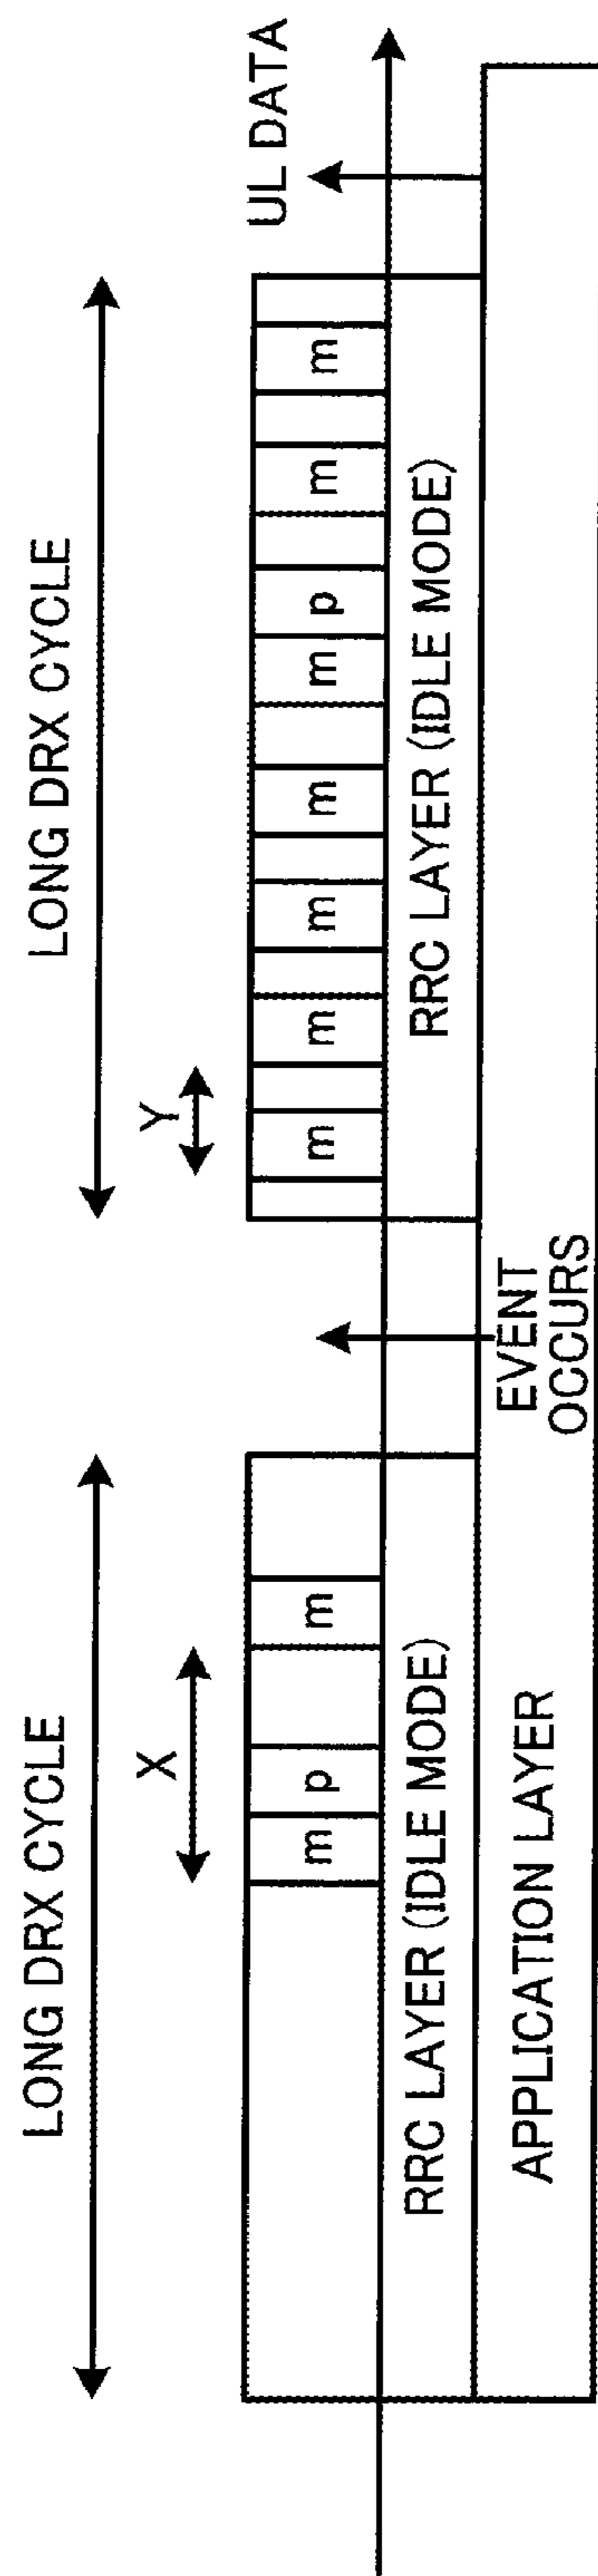 LONG DRX CYCLE
LONG DRX CYCLE
X
Y
UL DATA
m
p
m
m
m
m
m
m
p
m
m
RRC LAYER (IDLE MODE)
RRC LAYER (IDLE MODE)
EVENT
OCCURS
APPLICATION LAYER